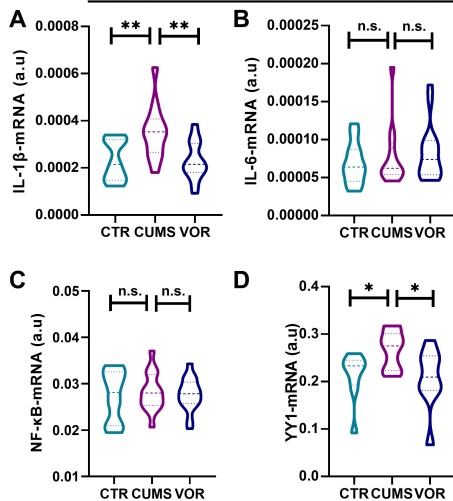 A
IL-1β-mRNA (a.u)
0.0008
0.0006
0.0004
0.0002
0.0000
** **
CTR CUMS VOR
B
IL-6-mRNA (a.u)
0.00025
0.00020
0.00015
0.00010
0.00005
0.00000
n.s. n.s.
CTR CUMS VOR
C
NF-κB-mRNA (a.u)
0.05
0.04
0.03
0.02
0.01
n.s. n.s.
CTR CUMS VOR
D
YY1-mRNA (a.u)
0.4
0.3
0.2
0.1
0.0
* *
CTR CUMS VOR